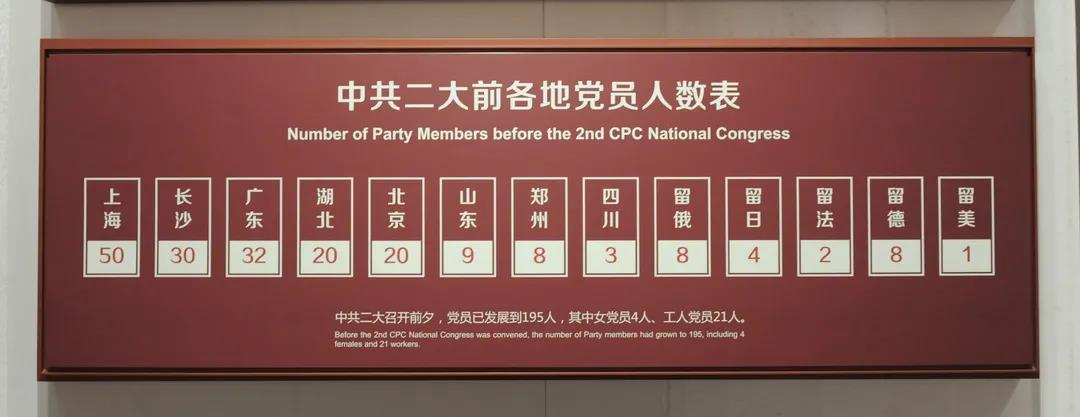 中共二大前各地党员人数表
Number of Party Members before the 2nd CPC National Congress
上海 长沙 广东 湖北 北京 山东 郑州 四川 留俄 留日 留法 留德 留美
50 30 32 20 20 9 8 3 8 4 2 8 1
中共二大召开前夕，党员已发展到195人，其中女党员4人、工人党员21人。
Before the 2nd CPC National Congress was convened, the number of Party members had grown to 195, including 4
females and 21 workers.